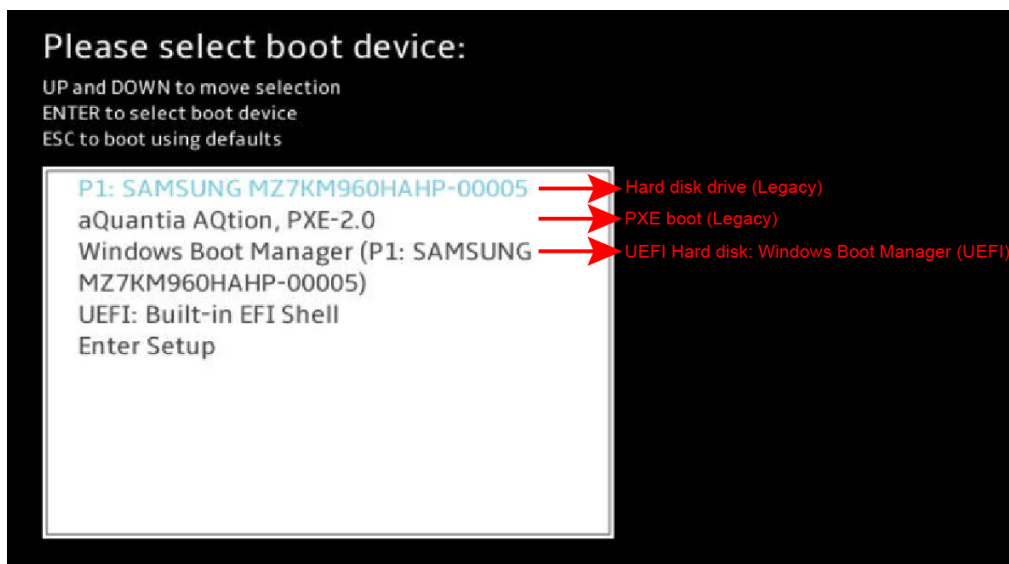 Please select boot device:
UP and DOWN to move selection
ENTER to select boot device
ESC to boot using defaults
P1: SAMSUNG MZ7KM960HAHP-00005
Hard disk drive (Legacy)
aQuantia AQtion, PXE-2.0
PXE boot (Legacy)
Windows Boot Manager (P1: SAMSUNG
UEFI Hard disk: Windows Boot Manager (UEFI)
MZ7KM960HAHP-00005)
UEFI: Built-in EFI Shell
Enter Setup